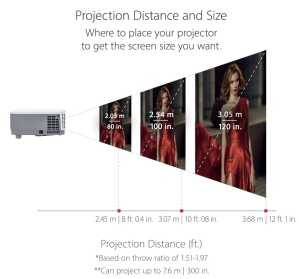 Projection Distance and Size
Where to place your projector
to get the screen size you want.
2.03 m
80 in.
2.54 m
100 in.
3.05 m
120 in.
2.45 m | 8 ft. 0.4 in.
3.07 m | 10 ft. 08 in.
3.68 m | 12 ft. 1 in.
Projection Distance (ft.)
*Based on throw ratio of 1.51-1.97
**Can project up to 7.6 m | 300 in.